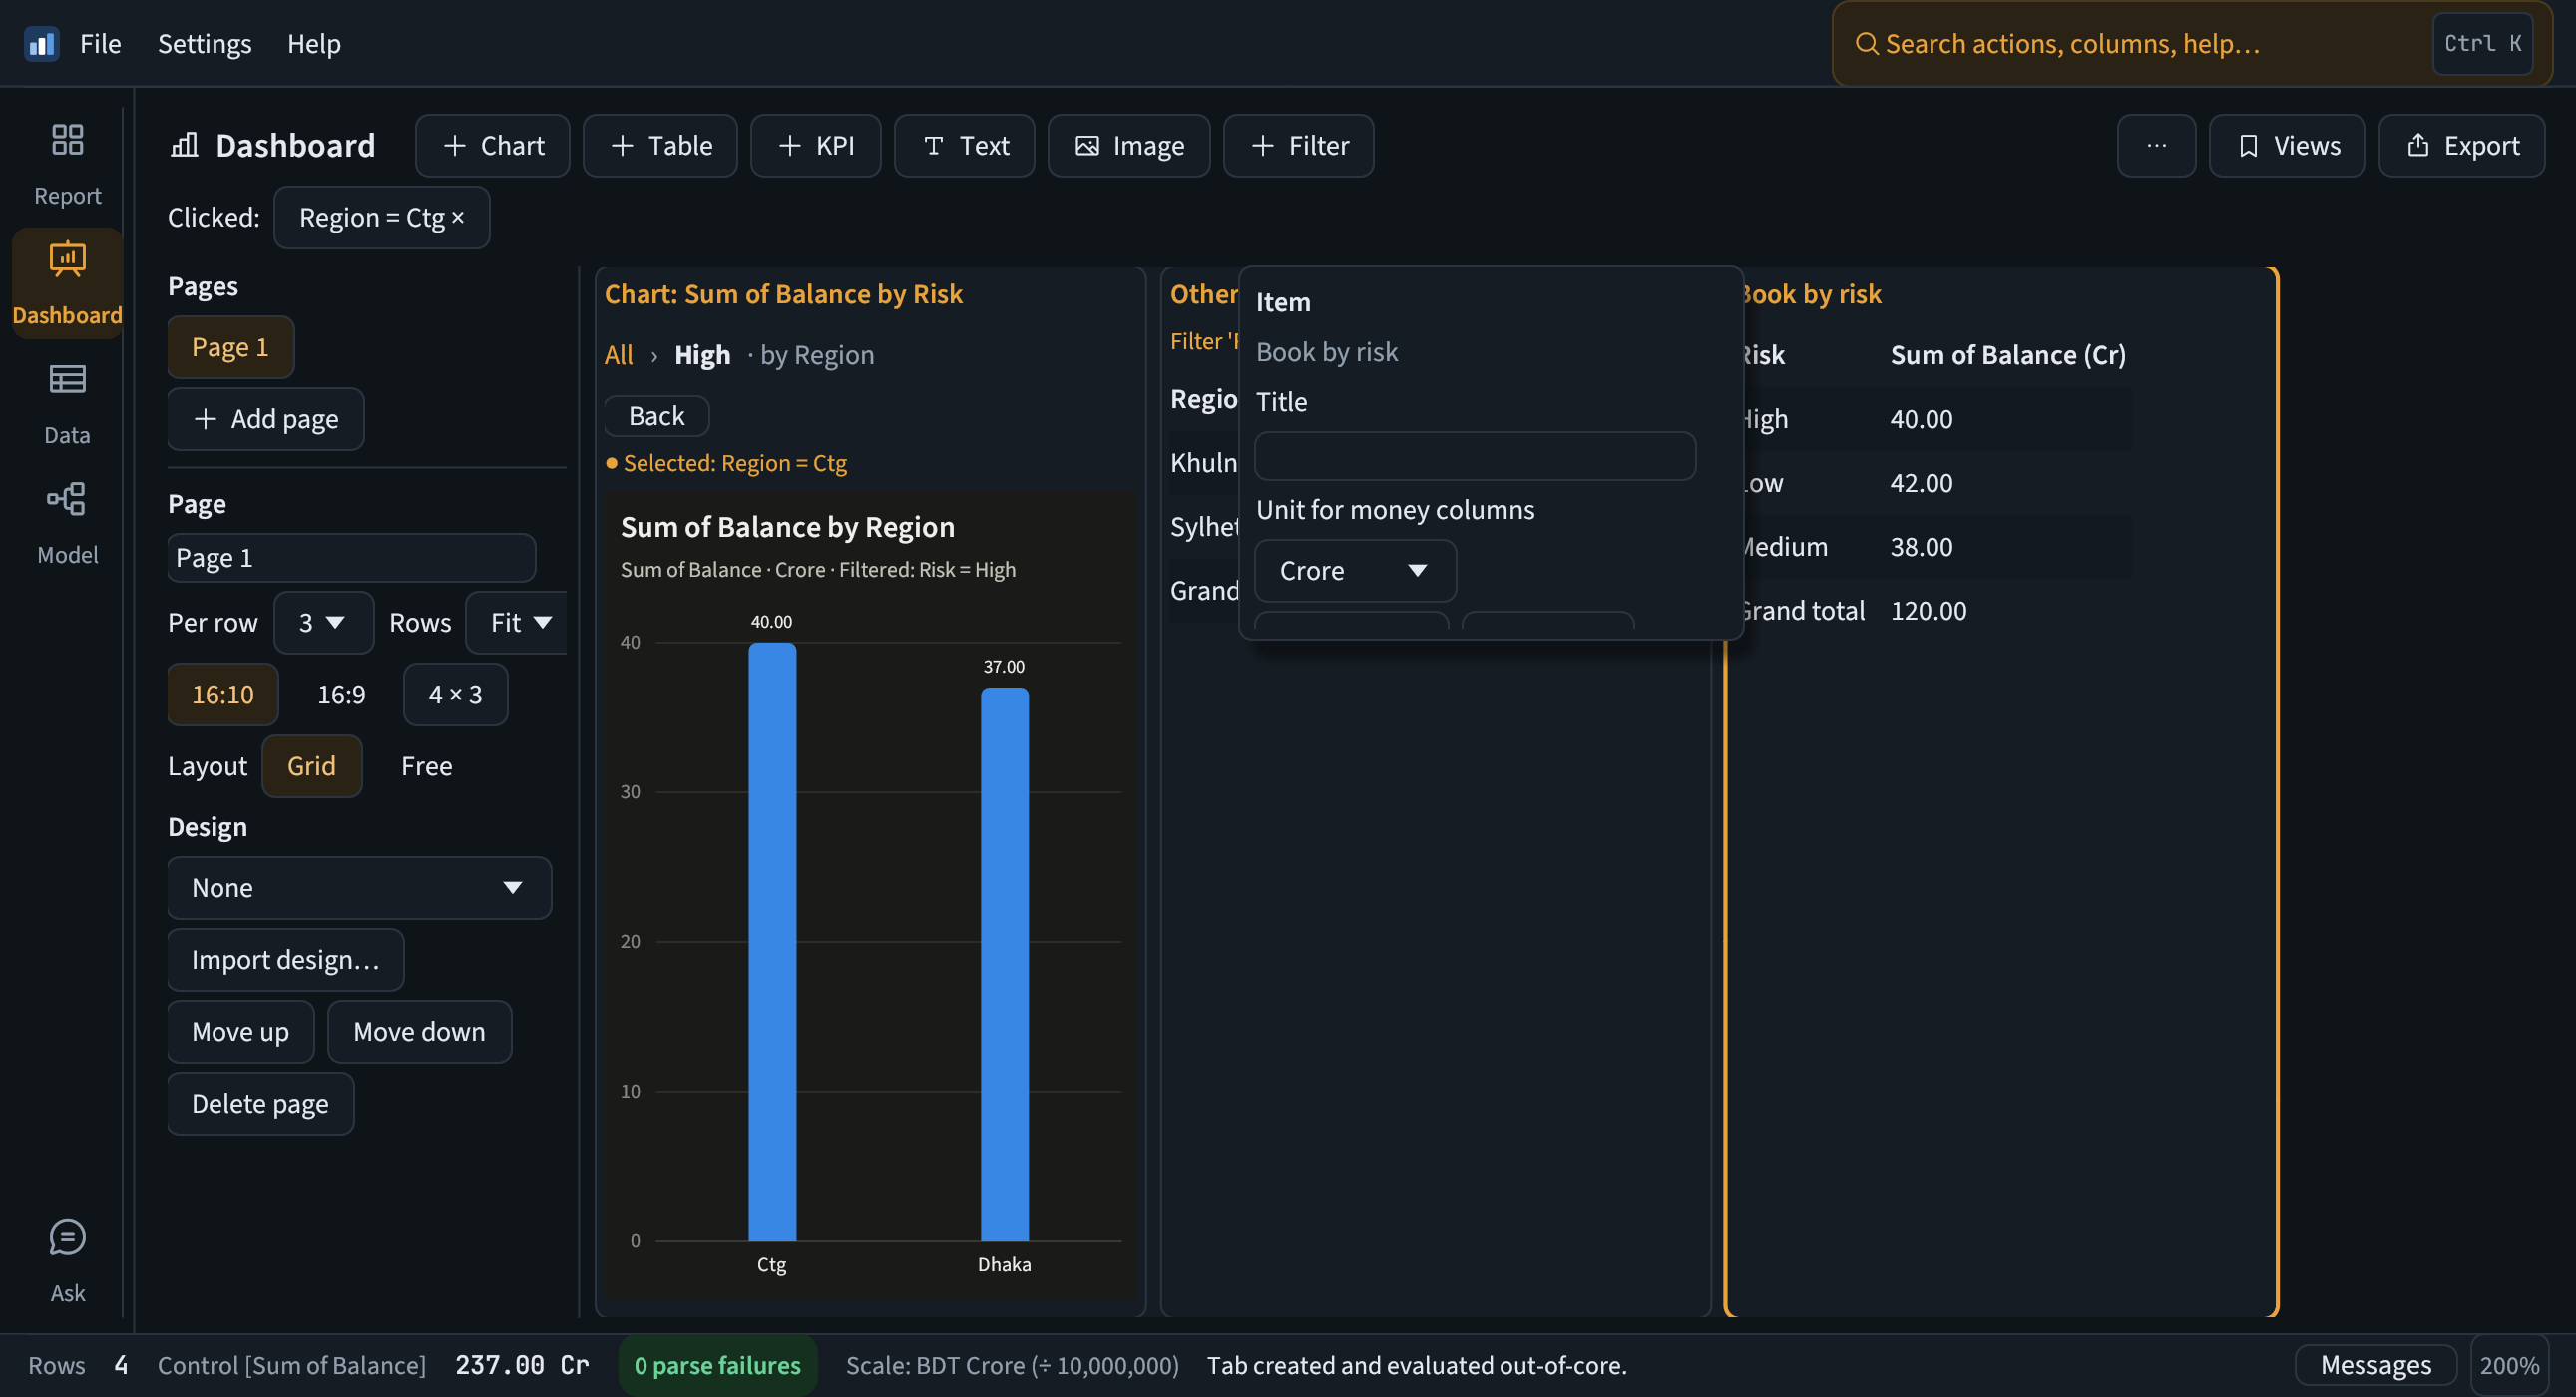 File Settings Help
Search actions, columns, help… Ctrl K
Report
Dashboard
Data
Model
Ask
Dashboard
+ Chart
+ Table
+ KPI
Text
Image
+ Filter
...
Views
Export
Clicked: Region = Ctg ×
Pages
Page 1
+ Add page
Page
Page 1
Per row 3 Rows Fit
16:10 16:9 4 × 3
Layout Grid Free
Design
None
Import design…
Move up Move down
Delete page
Chart: Sum of Balance by Risk
All › High · by Region
Back
Selected: Region = Ctg
Sum of Balance by Region
Sum of Balance · Crore · Filtered: Risk = High
40.00
37.00
40
30
20
10
0
Ctg Dhaka
Other
Filter
Item
Book by risk
Title
Unit for money columns
Crore
Book by risk
Risk Sum of Balance (Cr)
High 40.00
Low 42.00
Medium 38.00
Grand total 120.00
Grand
Rows 4 Control [Sum of Balance] 237.00 Cr 0 parse failures Scale: BDT Crore (÷ 10,000,000) Tab created and evaluated out-of-core. Messages 200%